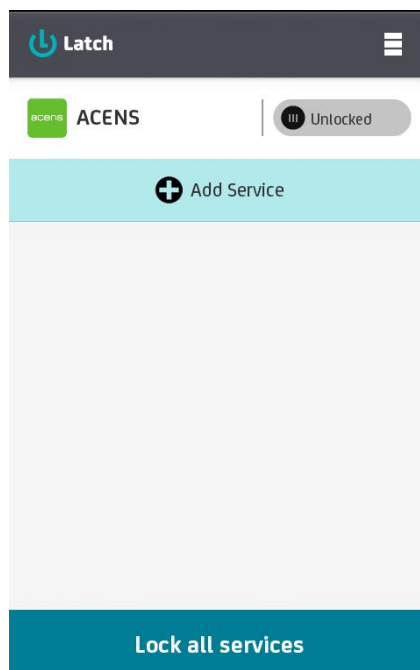 Latch
acens
ACENS
Unlocked
Add Service
Lock all services